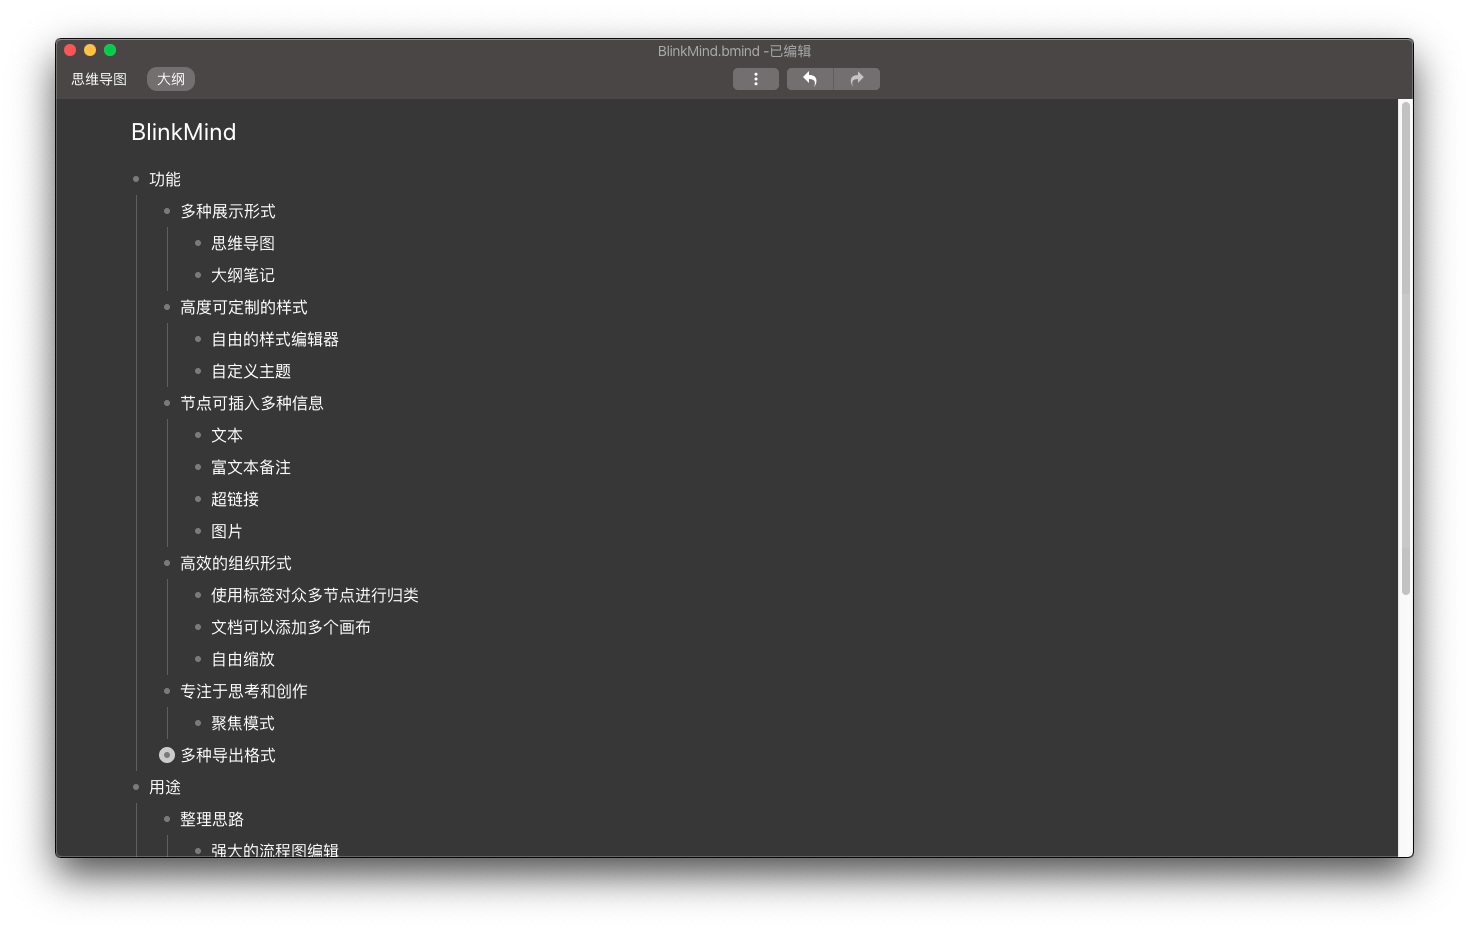 BlinkMind.bmind -已编辑
思维导图 大纲
BlinkMind
功能
多种展示形式
思维导图
大纲笔记
高度可定制的样式
自由的样式编辑器
自定义主题
节点可插入多种信息
文本
富文本备注
超链接
图片
高效的组织形式
使用标签对众多节点进行归类
文档可以添加多个画布
自由缩放
专注于思考和创作
聚焦模式
多种导出格式
用途
整理思路
强大的流程图编辑